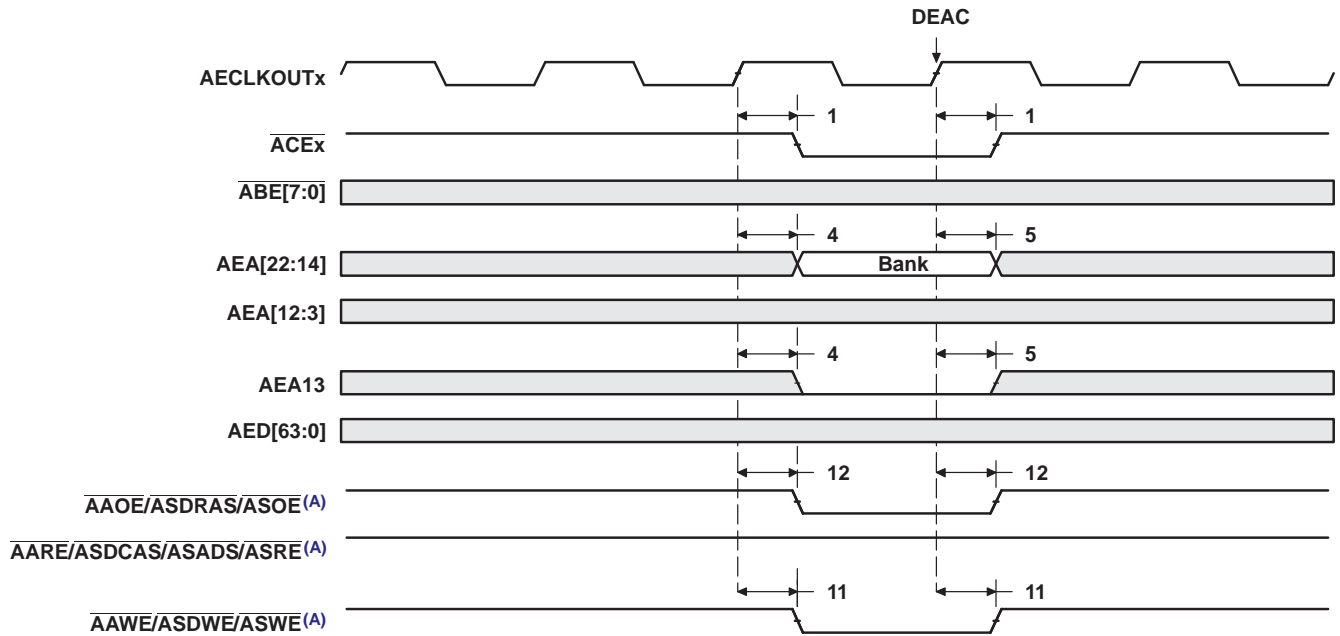 DEAC
AECLKOUTx
1 1
ACEx
ABE[7:0]
4 5
AEA[22:14] Bank
AEA[12:3]
4 5
AEA13
AED[63:0]
12 12
AAOE/ASDRAS/ASOE(A)
AARE/ASDCAS/ASADS/ASRE(A)
11 11
AAWE/ASDWE/ASWE(A)